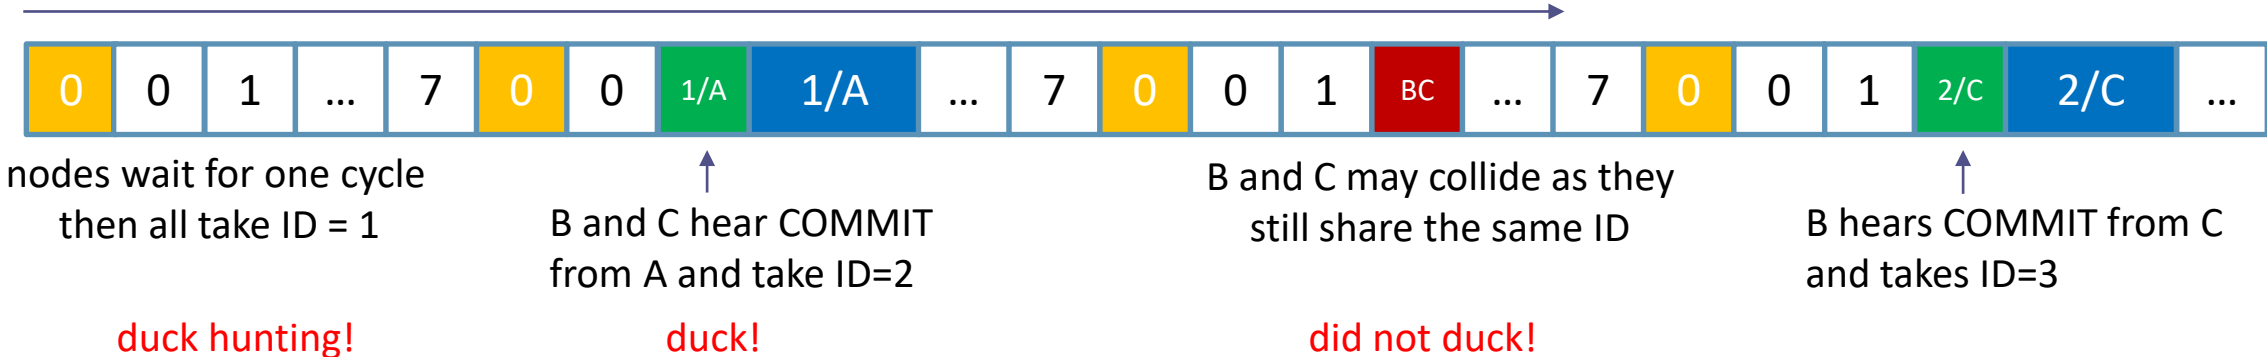 0 0 1 ... 7 0 0 1/A 1/A ... 7 0 0 1 BC ... 7 0 0 1 2/C 2/C ...
nodes wait for one cycle
then all take ID = 1
B and C hear COMMIT
from A and take ID=2
B and C may collide as they
still share the same ID
B hears COMMIT from C
and takes ID=3
duck hunting!
duck!
did not duck!